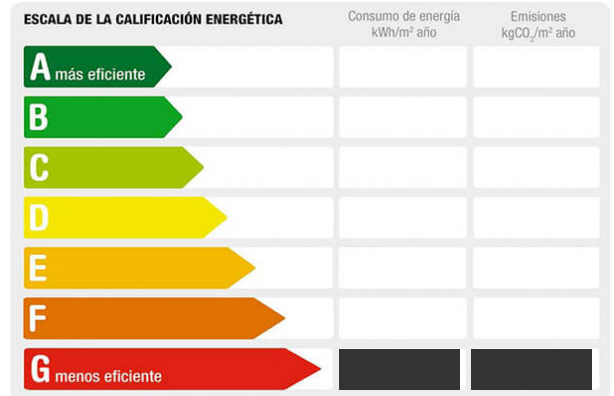 ESCALA DE LA CALIFICACIÓN ENERGÉTICA
Consumo de energía
kWh/m² año
Emisiones
kgCO₂/m² año
A más eficiente
B
C
D
E
F
G menos eficiente